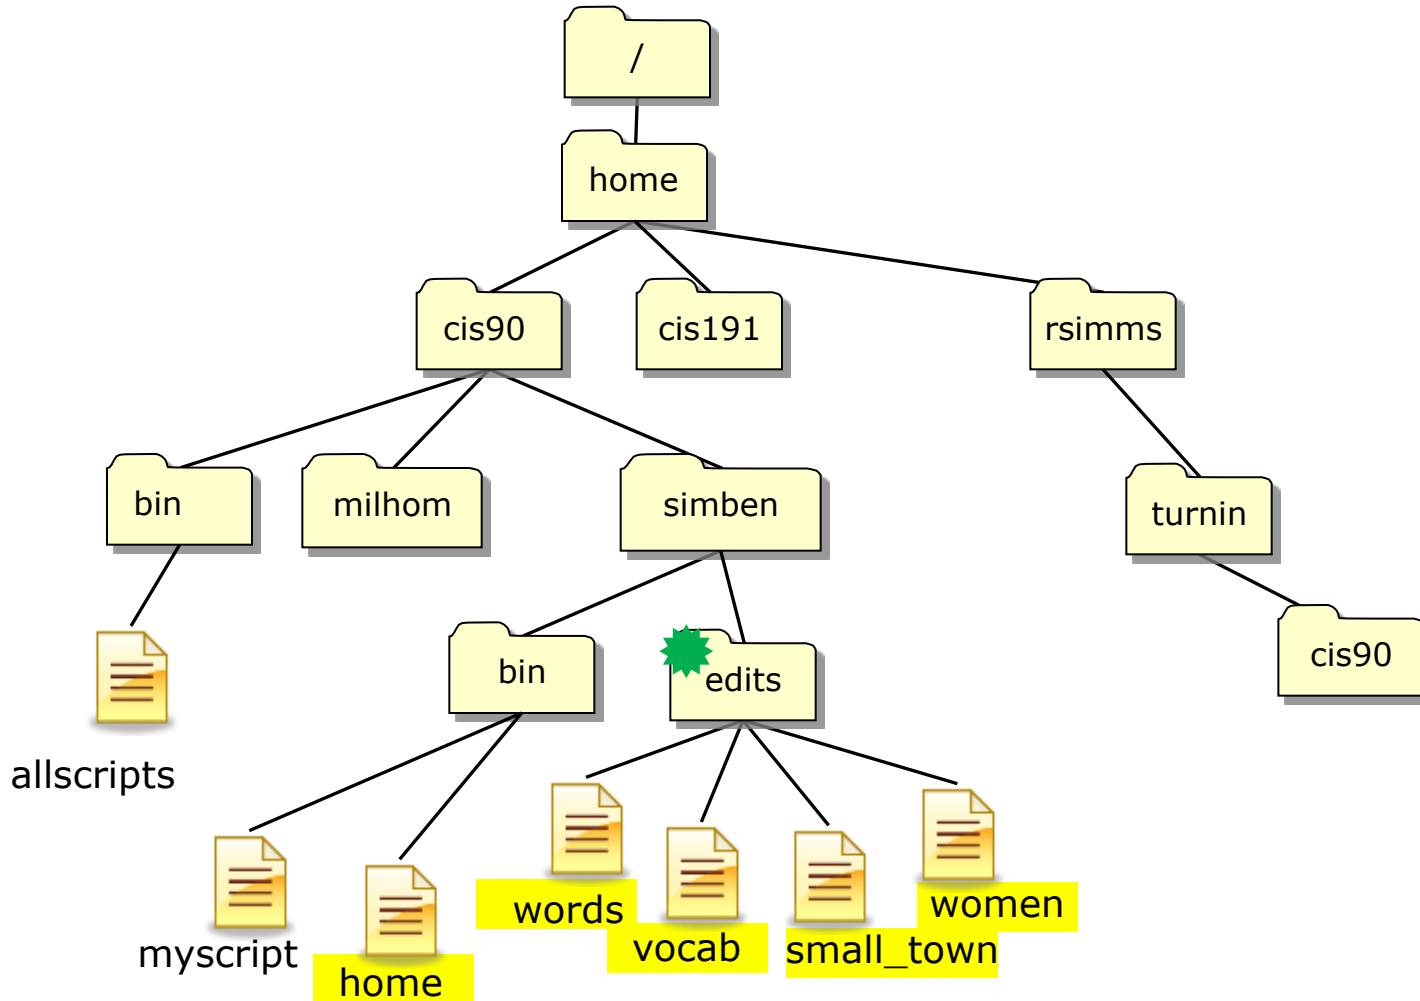 /
home
cis90
cis191
rsimms
bin
milhom
simben
turnin
bin
edits
cis90
allscripts
myscript
home
words
vocab
small_town
women